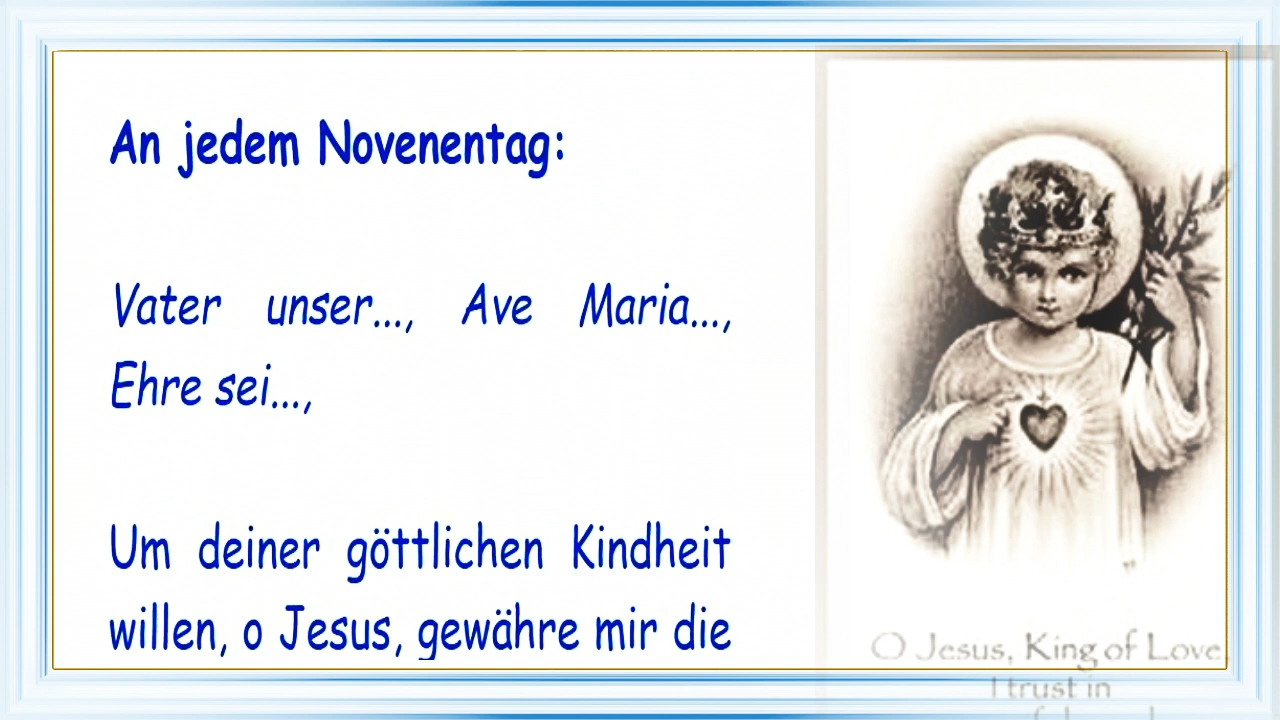 An jedem Novenentag:
Vater unser..., Ave Maria...,
Ehre sei...,
Um deiner göttlichen Kindheit
willen, o Jesus, gewähre mir die
O Jesus, King of Love,
I trust in